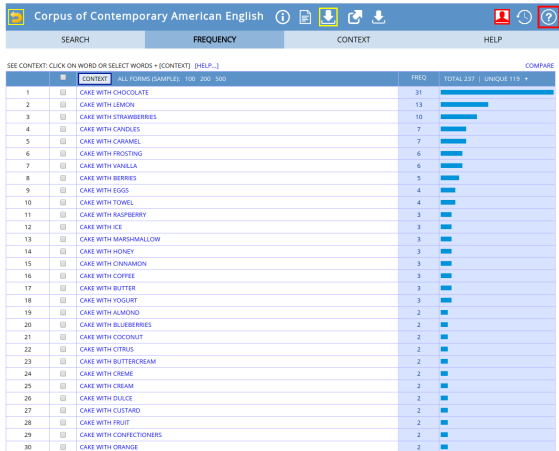 Corpus of Contemporary American English
SEARCH FREQUENCY CONTEXT HELP
SEE CONTEXT: CLICK ON WORD OR SELECT WORDS + [CONTEXT] [HELP...] COMPARE
CONTEXT ALL FORMS (SAMPLE): 100 200 500 FREQ TOTAL 237 | UNIQUE 119 +
1 CAKE WITH CHOCOLATE 31
2 CAKE WITH LEMON 13
3 CAKE WITH STRAWBERRIES 10
4 CAKE WITH CANDLES 7
5 CAKE WITH CARAMEL 7
6 CAKE WITH FROSTING 6
7 CAKE WITH VANILLA 6
8 CAKE WITH BERRIES 5
9 CAKE WITH EGGS 4
10 CAKE WITH TOWEL 4
11 CAKE WITH RASPBERRY 3
12 CAKE WITH ICE 3
13 CAKE WITH MARSHMALLOW 3
14 CAKE WITH HONEY 3
15 CAKE WITH CINNAMON 3
16 CAKE WITH COFFEE 3
17 CAKE WITH BUTTER 3
18 CAKE WITH YOGURT 3
19 CAKE WITH ALMOND 2
20 CAKE WITH BLUEBERRIES 2
21 CAKE WITH COCONUT 2
22 CAKE WITH CITRUS 2
23 CAKE WITH BUTTERCREAM 2
24 CAKE WITH CREME 2
25 CAKE WITH CREAM 2
26 CAKE WITH DULCE 2
27 CAKE WITH CUSTARD 2
28 CAKE WITH FRUIT 2
29 CAKE WITH CONFECTIONERS 2
30 CAKE WITH ORANGE 2